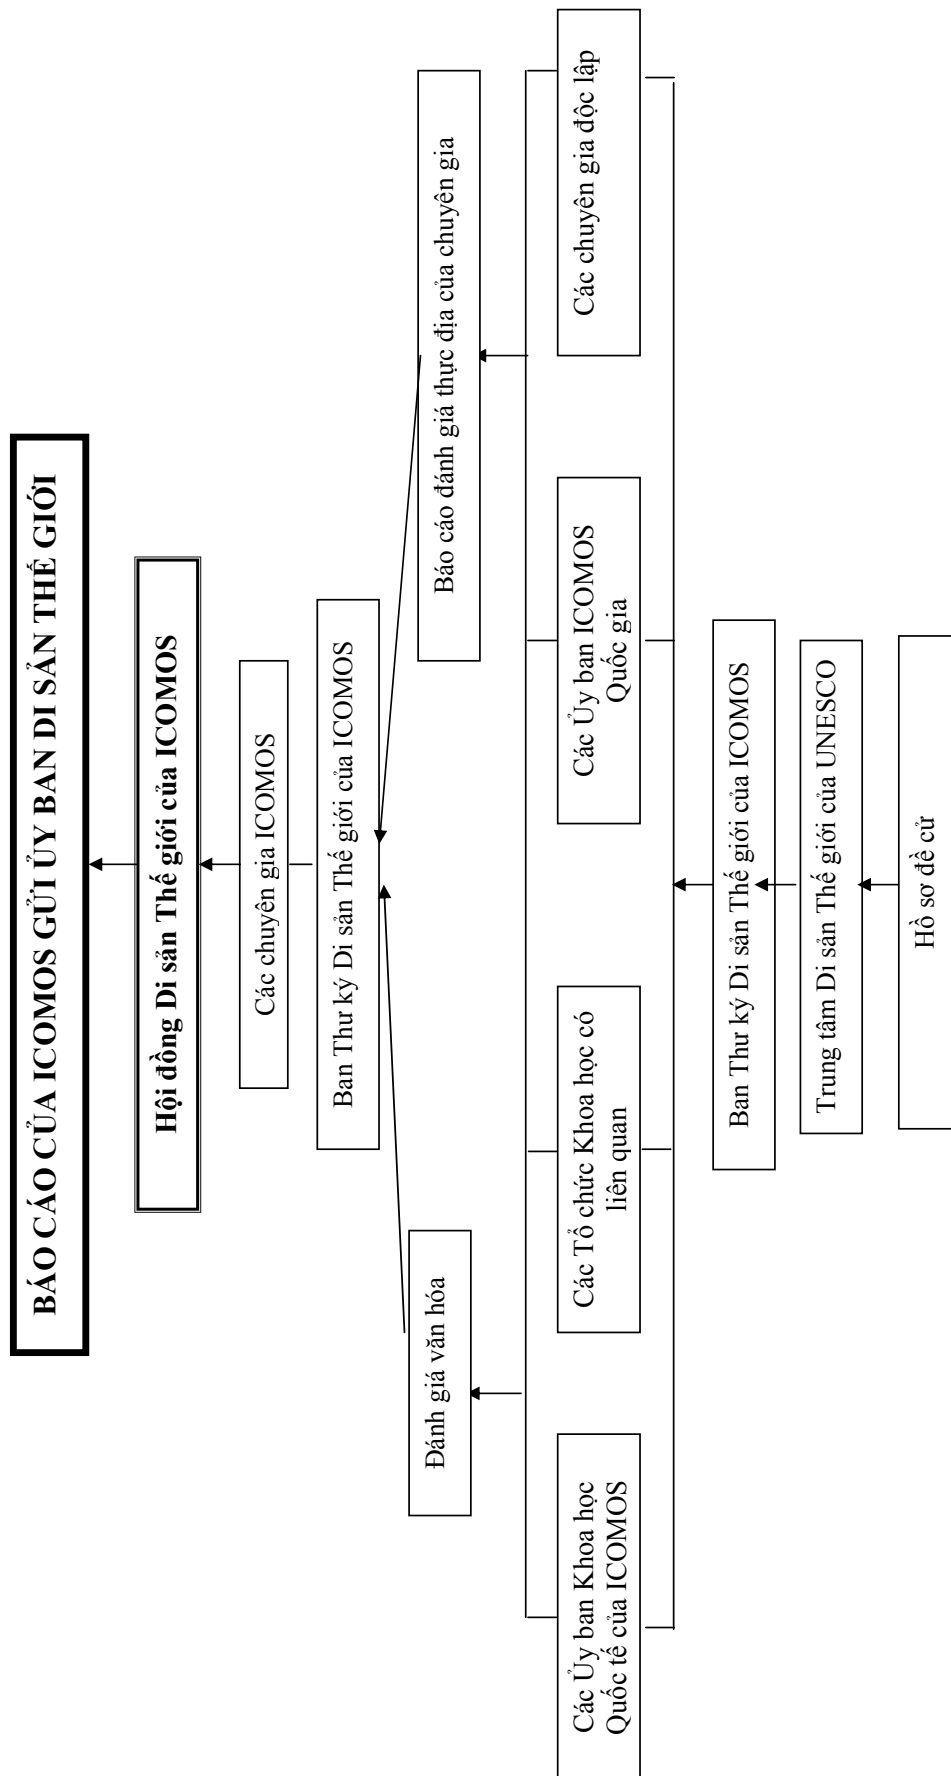 BÁO CÁO CỦA ICOMOS GỬI ỦY BAN DI SẢN THẾ GIỚI
Hội đồng Di sản Thế giới của ICOMOS
Các chuyên gia ICOMOS
Ban Thư ký Di sản Thế giới của ICOMOS
Đánh giá văn hóa
Báo cáo đánh giá thực địa của chuyên gia
Các Ủy ban Khoa học
Quốc tế của ICOMOS
Các Tổ chức Khoa học có
liên quan
Các Ủy ban ICOMOS
Quốc gia
Các chuyên gia độc lập
Ban Thư ký Di sản Thế giới của ICOMOS
Trung tâm Di sản Thế giới của UNESCO
Hồ sơ đề cử